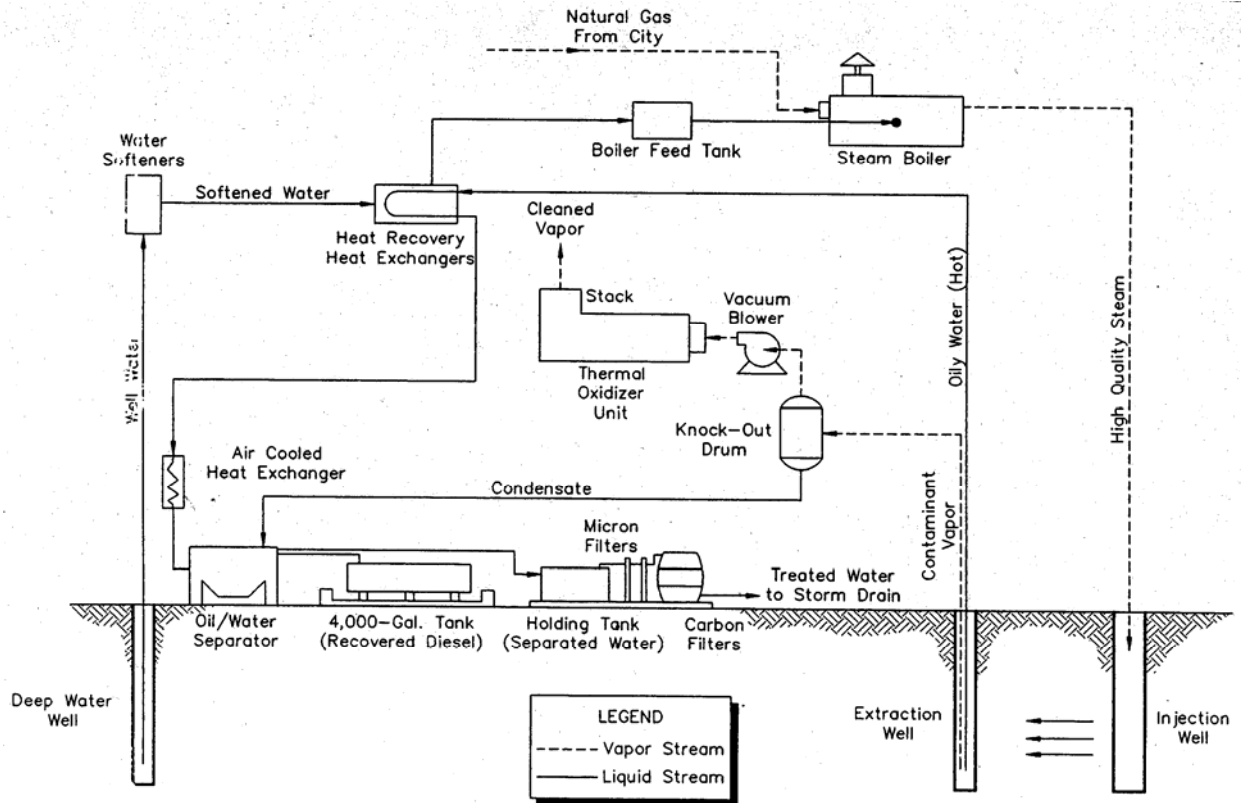 Natural Gas
From City
Water
Softeners
Softened Water
Boiler Feed Tank
Steam Boiler
Cleaned
Vapor
Heat Recovery
Heat Exchangers
Stack
Vacuum
Blower
Thermal
Oxidizer
Unit
Oily Water (Hot)
High Quality Steam
Well Water
Knock-Out
Drum
Air Cooled
Heat Exchanger
Condensate
Contaminant
Vapor
Micron
Filters
Treated Water
to Storm Drain
Oil/Water
Separator
4,000-Gal. Tank
(Recovered Diesel)
Holding Tank
(Separated Water)
Carbon
Filters
Deep Water
Well
LEGEND
Vapor Stream
Liquid Stream
Extraction
Well
Injection
Well